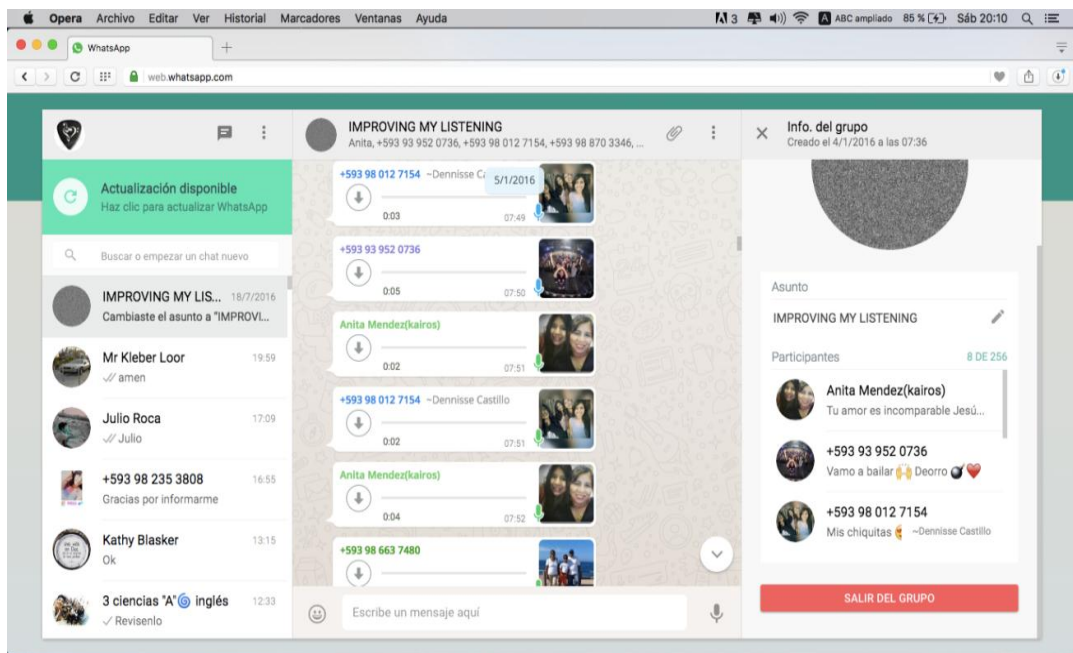 Opera Archivo Editar Ver Historial Marcadores Ventanas Ayuda
3 ABC ampliado 85 % Sáb 20:10
WhatsApp
web.whatsapp.com
Actualización disponible
Haz clic para actualizar WhatsApp
Buscar o empezar un chat nuevo
IMPROVING MY LIS... 18/7/2016
Cambiaste el asunto a "IMPROVI...
Mr Kleber Loor 19:59
amen
Julio Roca 17:09
Julio
+593 98 235 3808 16:55
Gracias por informarme
Kathy Blasker 13:15
Ok
3 ciencias "A" inglés 12:33
Revisenlo
IMPROVING MY LISTENING
Anita, +593 93 952 0736, +593 98 012 7154, +593 98 870 3346, ...
5/1/2016
+593 98 012 7154 ~Dennisse Ca
0:03 07:49
+593 93 952 0736
0:05 07:50
Anita Mendez(kairos)
0:02 07:51
+593 98 012 7154 ~Dennisse Castillo
0:02 07:51
Anita Mendez(kairos)
0:04 07:52
+593 98 663 7480
Escribe un mensaje aquí
Info. del grupo
Creado el 4/1/2016 a las 07:36
Asunto
IMPROVING MY LISTENING
Participantes 8 DE 256
Anita Mendez(kairos)
Tu amor es incomparable Jesú...
+593 93 952 0736
Vamo a bailar 🙌 Deorro 💣❤️
+593 98 012 7154
Mis chiquitas ~Dennisse Castillo
SALIR DEL GRUPO